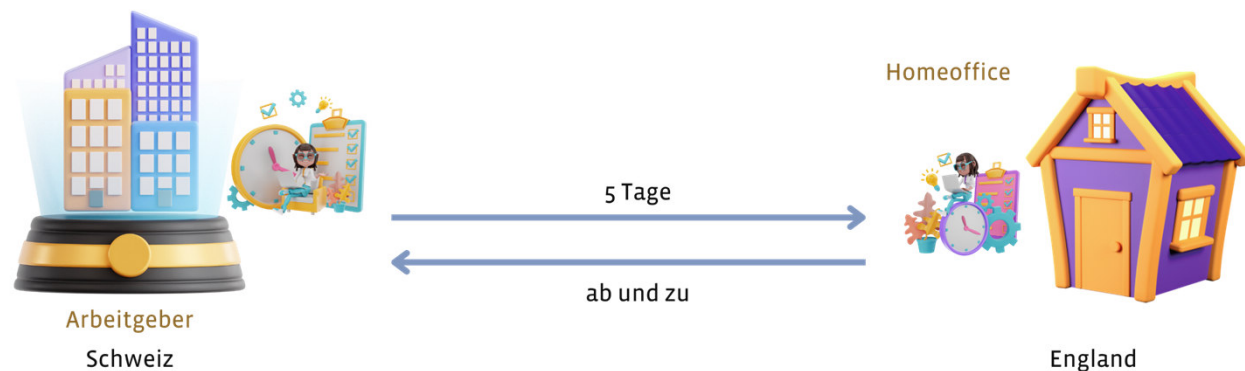 Homeoffice
5 Tage
ab und zu
Arbeitgeber
Schweiz
England